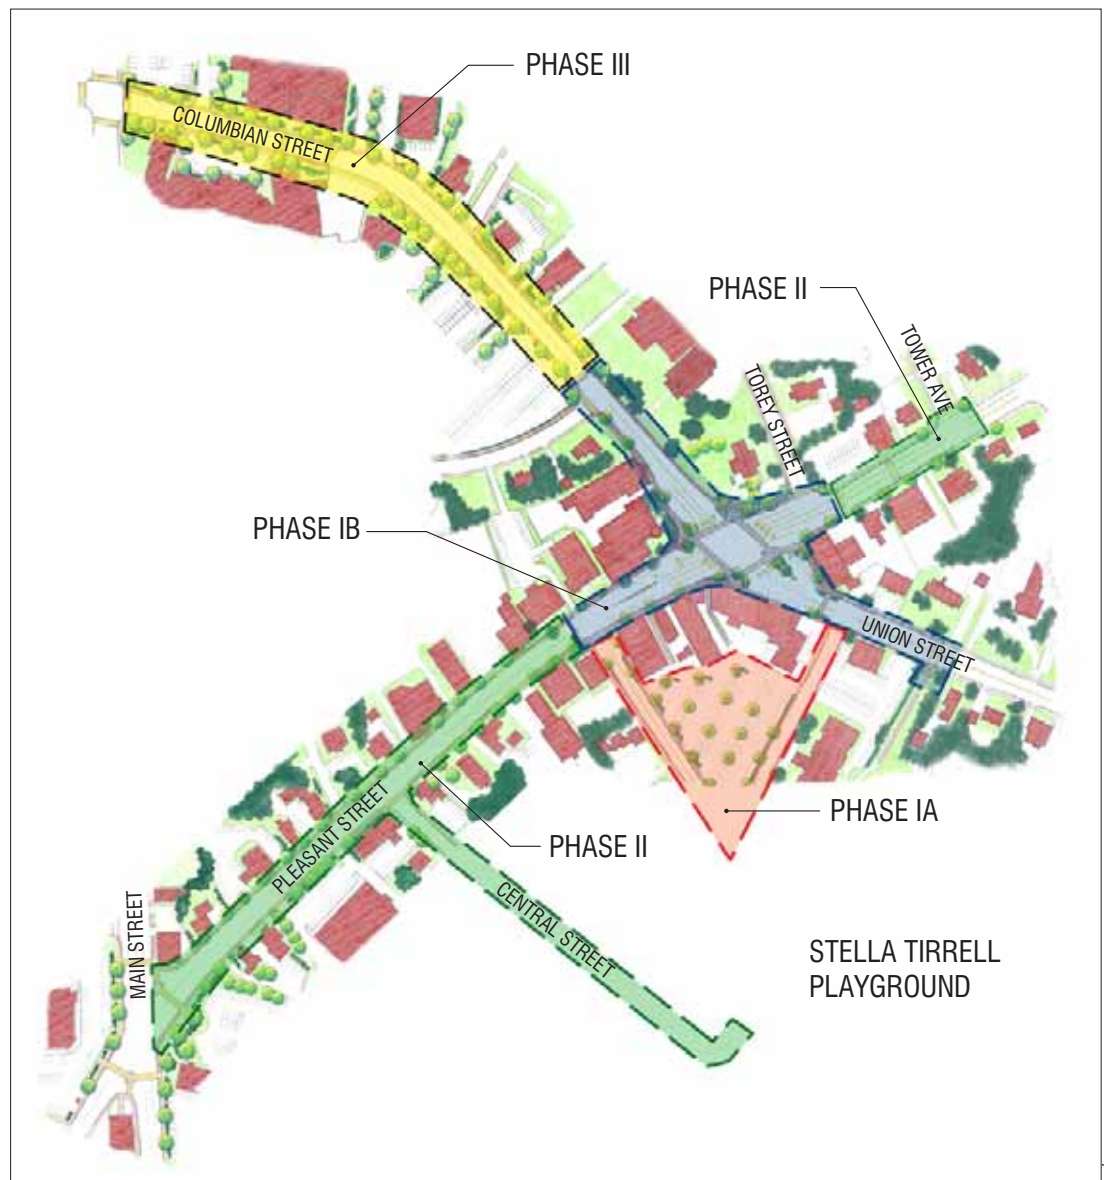 PHASE III
COLUMBIAN STREET
PHASE II
TOWER AVE
TOREY STREET
PHASE IB
UNION STREET
PHASE IA
PHASE II
PLEASANT STREET
CENTRAL STREET
MAIN STREET
STELLA TIRRELL
PLAYGROUND